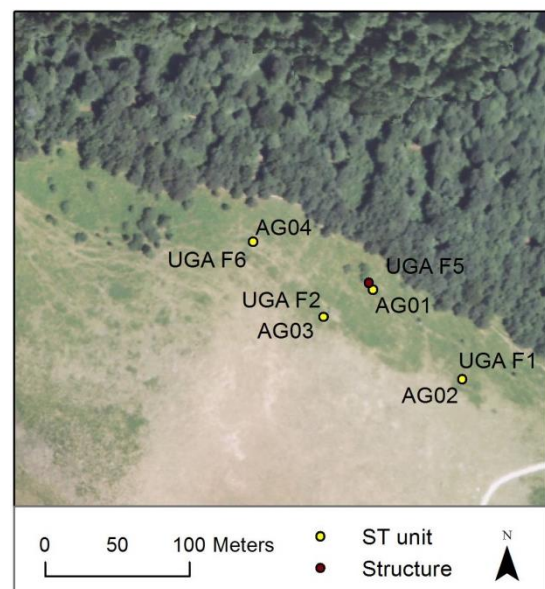 AG04
UGA F6
UGA F5
UGA F2
AG01
AG03
UGA F1
AG02
0 50 100 Meters
ST unit
Structure
N